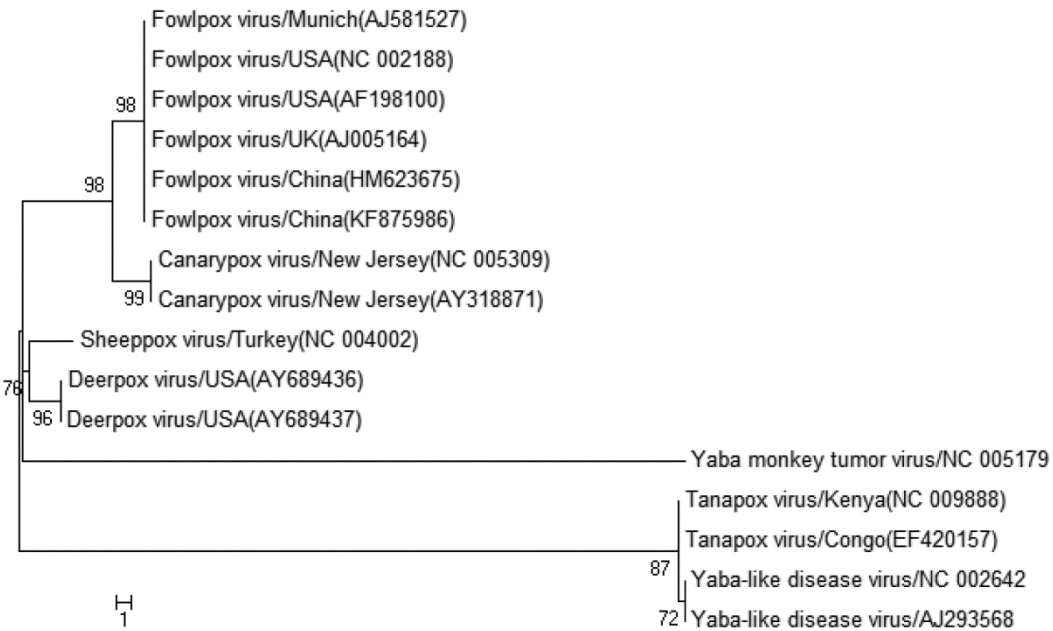 Fowlpox virus/Munich(AJ581527)
Fowlpox virus/USA(NC 002188)
98
Fowlpox virus/USA(AF198100)
Fowlpox virus/UK(AJ005164)
98
Fowlpox virus/China(HM623675)
Fowlpox virus/China(KF875986)
Canarypox virus/New Jersey(NC 005309)
99
Canarypox virus/New Jersey(AY318871)
Sheeppox virus/Turkey(NC 004002)
76
Deerpox virus/USA(AY689436)
96
Deerpox virus/USA(AY689437)
Yaba monkey tumor virus/NC 005179
Tanapox virus/Kenya(NC 009888)
Tanapox virus/Congo(EF420157)
87
Yaba-like disease virus/NC 002642
72
Yaba-like disease virus/AJ293568
1